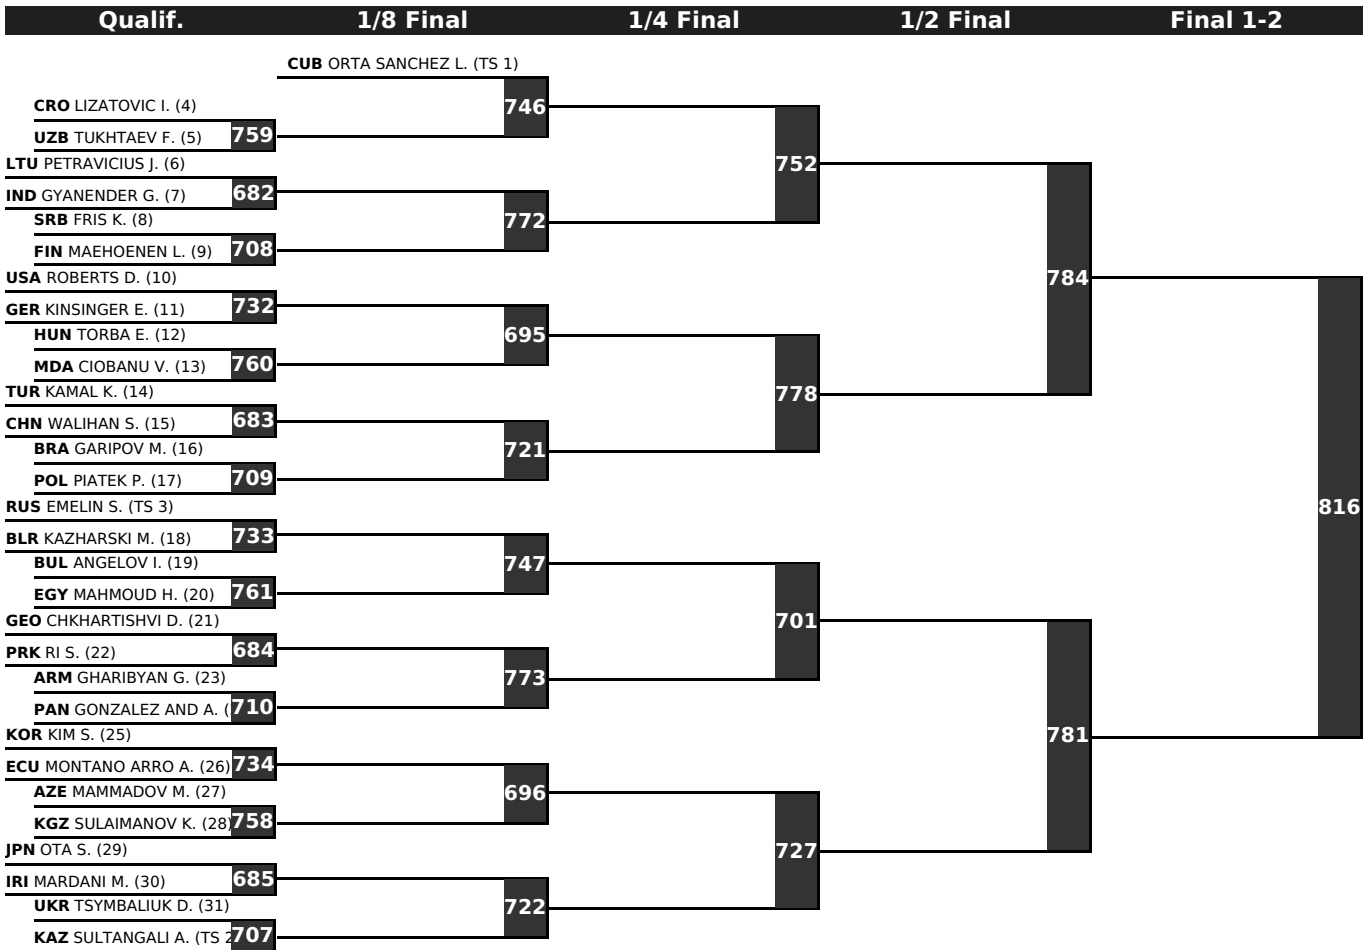 Qualif. 1/8 Final 1/4 Final 1/2 Final Final 1-2
CUB ORTA SANCHEZ L. (TS 1)
746
CRO LIZATOVIC I. (4)
UZB TUKHTAEV F. (5) 759
752
LTU PETRAVICIUS J. (6)
IND GYANENDER G. (7) 682
772
SRB FRIS K. (8)
FIN MAEHOENEN L. (9) 708
784
USA ROBERTS D. (10)
GER KINSINGER E. (11) 732
695
HUN TORBA E. (12)
MDA CIOBANU V. (13) 760
778
TUR KAMAL K. (14)
CHN WALIHAN S. (15) 683
721
BRA GARIPOV M. (16)
POL PIATEK P. (17) 709
816
RUS EMELIN S. (TS 3)
BLR KAZHARSKI M. (18) 733
747
BUL ANGELOV I. (19)
EGY MAHMOUD H. (20) 761
701
GEO CHKHARTISHVI D. (21)
PRK RI S. (22) 684
773
ARM GHARIBYAN G. (23)
PAN GONZALEZ AND A. ( 710
781
KOR KIM S. (25)
ECU MONTANO ARRO A. (26) 734
696
AZE MAMMADOV M. (27)
KGZ SULAIMANOV K. (28) 758
727
JPN OTA S. (29)
IRI MARDANI M. (30) 685
722
UKR TSYMBALIUK D. (31)
KAZ SULTANGALI A. (TS 2 707